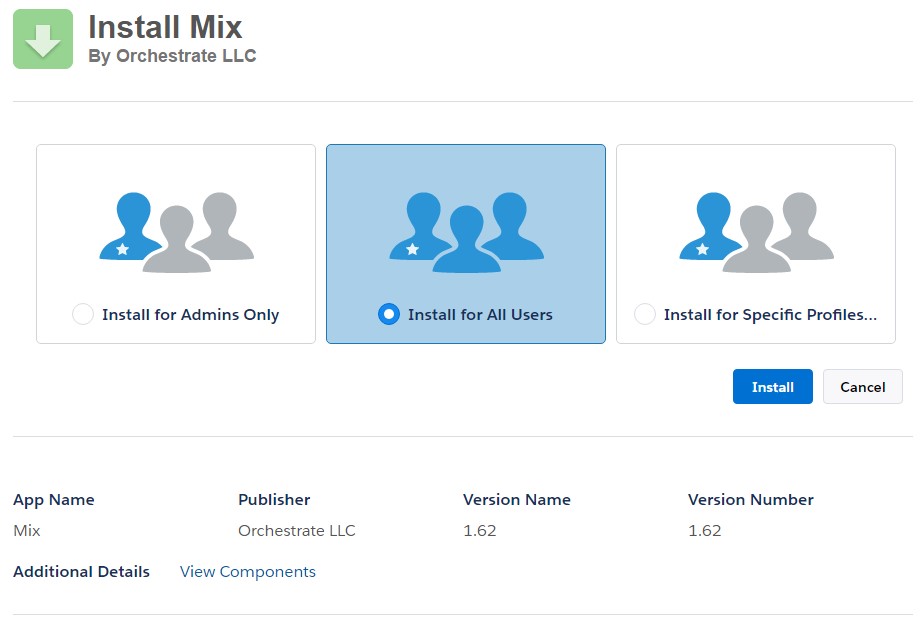 Install Mix
By Orchestrate LLC
Install for Admins Only
Install for All Users
Install for Specific Profiles...
Install
Cancel
App Name
Publisher
Version Name
Version Number
Mix
Orchestrate LLC
1.62
1.62
Additional Details
View Components